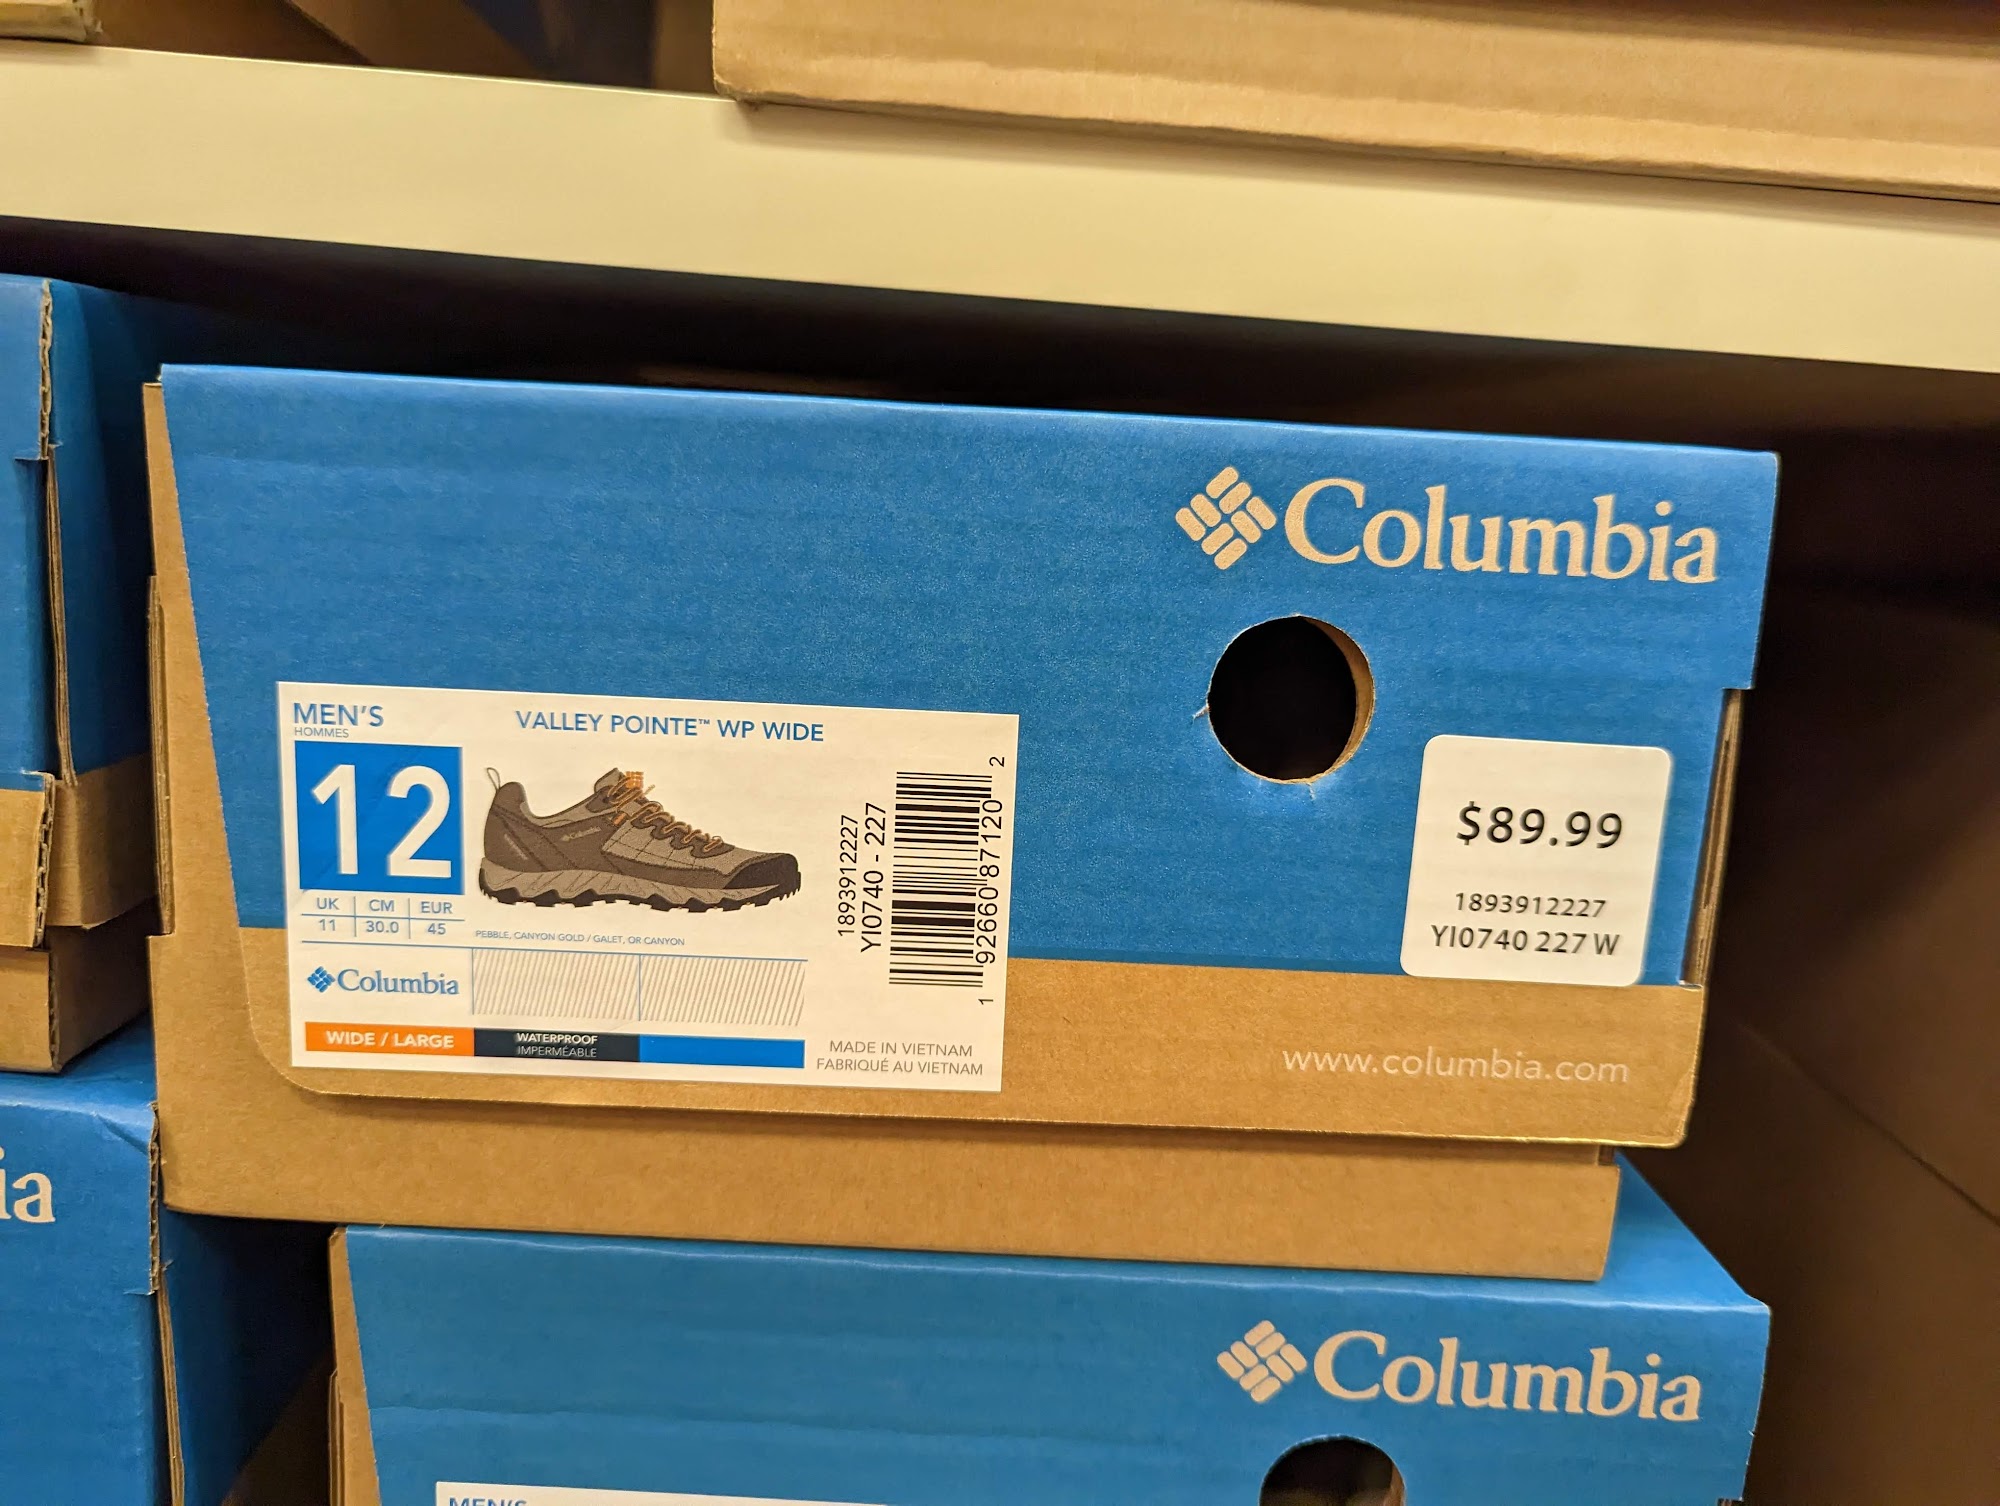 Columbia
MEN'S
HOMMES
12
UK CM EUR
11 30.0 45
VALLEY POINTE™ WP WIDE
PEBBLE, CANYON GOLD / GALET, OR CANYON
1893912227
YI0740 - 227
1 92660 87120 2
Columbia
WIDE / LARGE
WATERPROOF
IMPERMÉABLE
MADE IN VIETNAM
FABRIQUÉ AU VIETNAM
$89.99
1893912227
YI0740 227 W
www.columbia.com
ia
Columbia
MEN'S